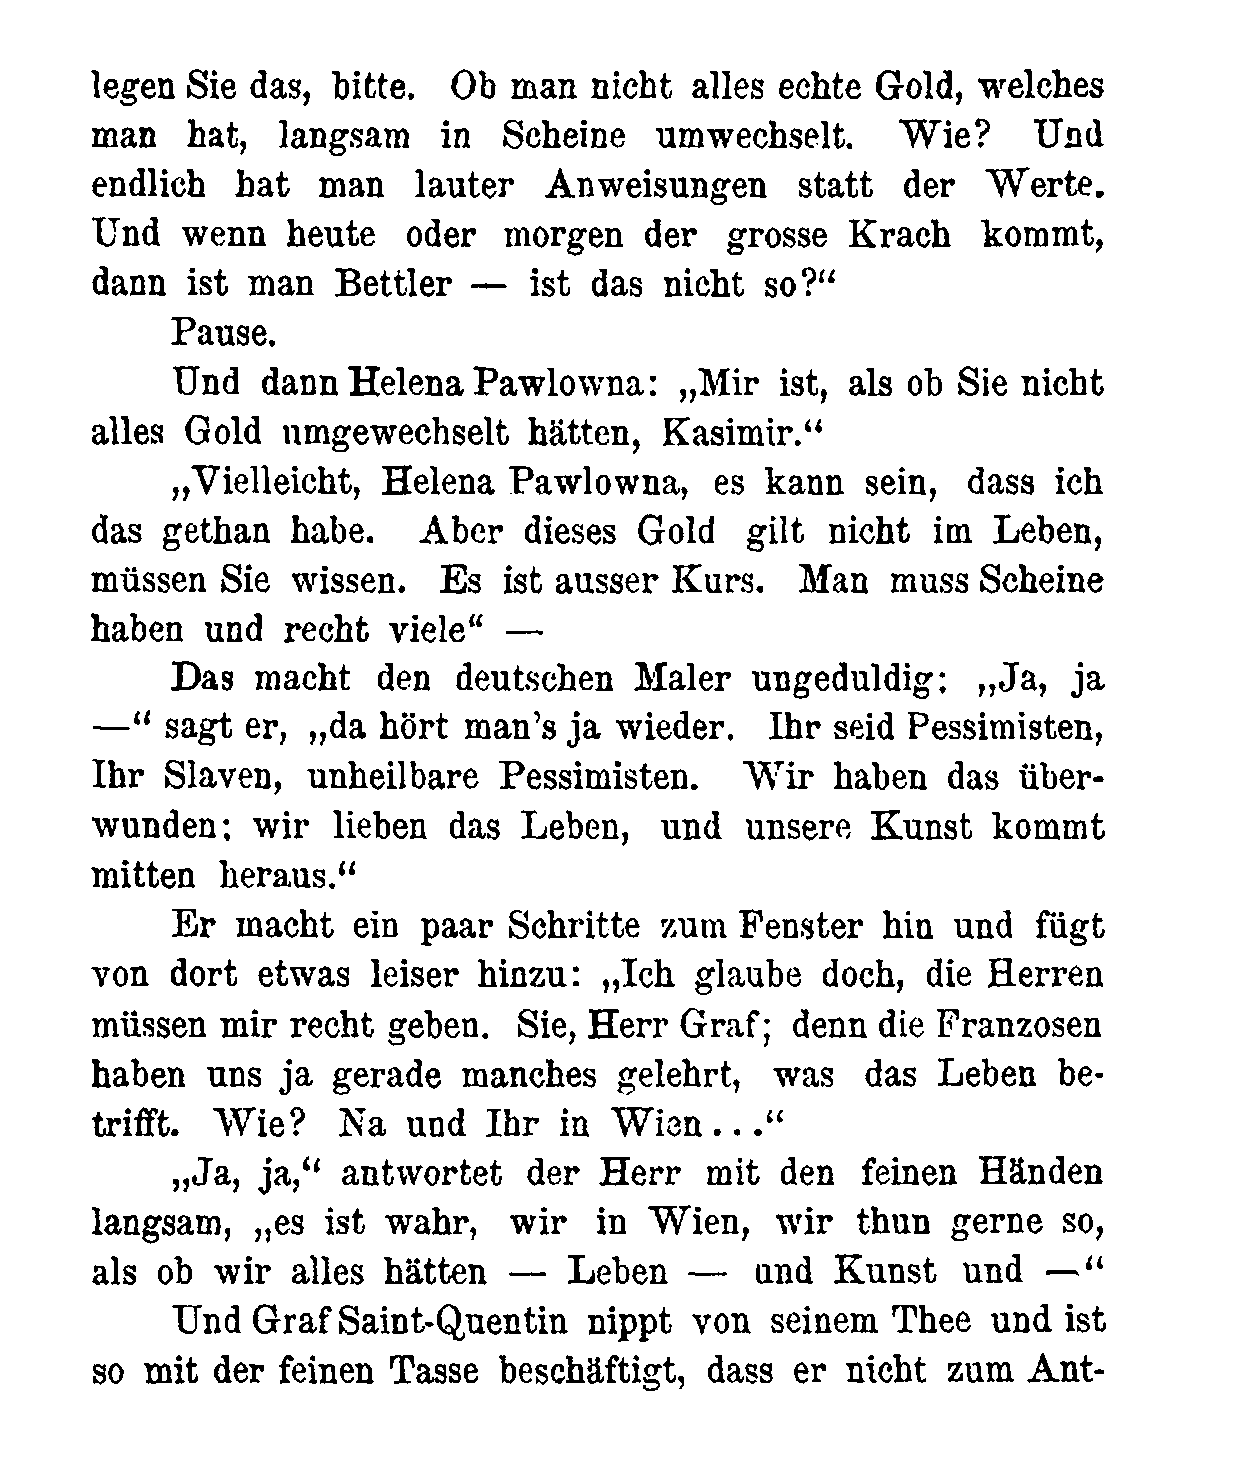 legen Sie das, bitte. Ob man nicht alles echte Gold, welches
man hat, langsam in Scheine umwechselt. Wie? Und
endlich hat man lauter Anweisungen statt der Werte.
Und wenn heute oder morgen der grosse Krach kommt,
dann ist man Bettler — ist das nicht so?“
Pause.
Und dann Helena Pawlowna: „Mir ist, als ob Sie nicht
alles Gold umgewechselt hätten, Kasimir.“
„Vielleicht, Helena Pawlowna, es kann sein, dass ich
das gethan habe. Aber dieses Gold gilt nicht im Leben,
müssen Sie wissen. Es ist ausser Kurs. Man muss Scheine
haben und recht viele“ —
Das macht den deutschen Maler ungeduldig: „Ja, ja
—“ sagt er, „da hört man's ja wieder. Ihr seid Pessimisten,
Ihr Slaven, unheilbare Pessimisten. Wir haben das über-
wunden; wir lieben das Leben, und unsere Kunst kommt
mitten heraus.“
Er macht ein paar Schritte zum Fenster hin und fügt
von dort etwas leiser hinzu: „Ich glaube doch, die Herren
müssen mir recht geben. Sie, Herr Graf; denn die Franzosen
haben uns ja gerade manches gelehrt, was das Leben be-
trifft. Wie? Na und Ihr in Wien . . .“
„Ja, ja,“ antwortet der Herr mit den feinen Händen
langsam, „es ist wahr, wir in Wien, wir thun gerne so,
als ob wir alles hätten — Leben — und Kunst und —“
Und Graf Saint-Quentin nippt von seinem Thee und ist
so mit der feinen Tasse beschäftigt, dass er nicht zum Ant-